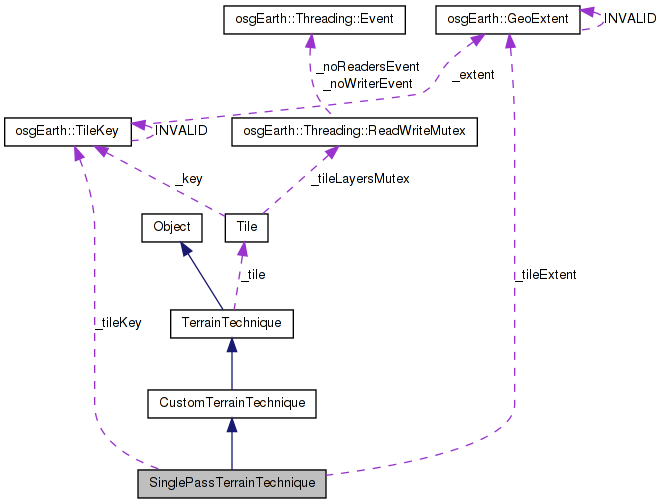 osgEarth::Threading::Event
osgEarth::GeoExtent
INVALID
_noReadersEvent
_noWriterEvent
_extent
osgEarth::TileKey
INVALID
osgEarth::Threading::ReadWriteMutex
_key
_tileLayersMutex
Object
Tile
_tile
_tileExtent
TerrainTechnique
_tileKey
CustomTerrainTechnique
SinglePassTerrainTechnique